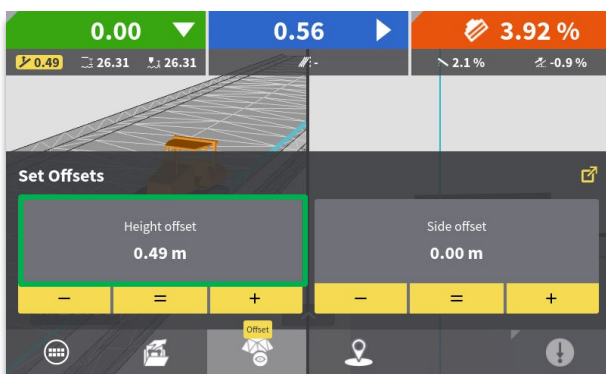 0.00
0.56
3.92 %
0.49 26.31 26.31
-
2.1 % -0.9 %
Set Offsets
Height offset
0.49 m
Side offset
0.00 m
− = +
− = +
Offset